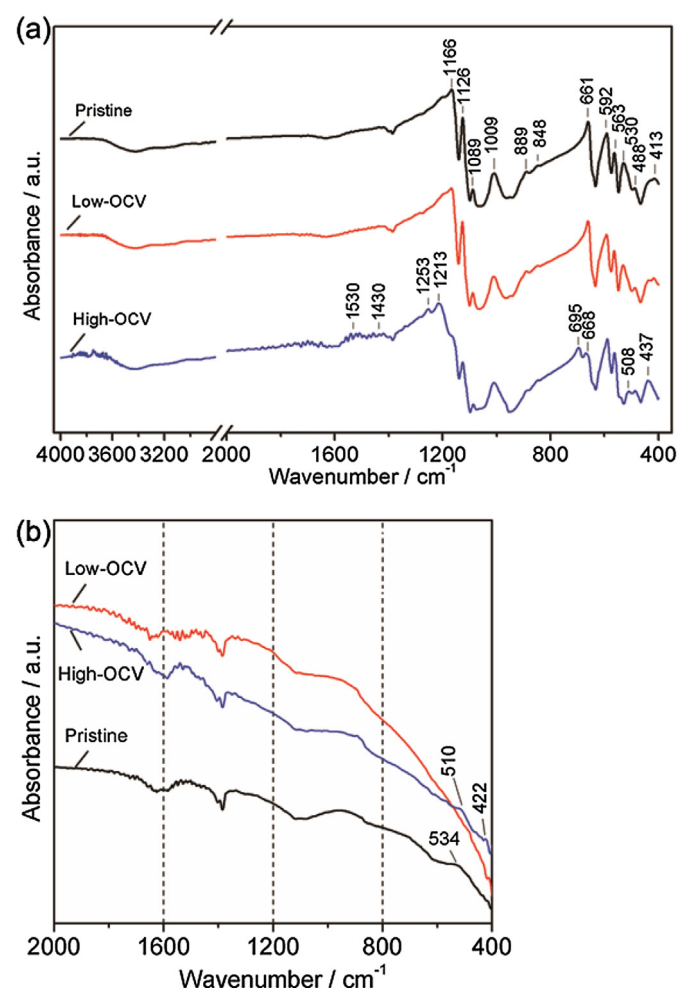 (a)
Absorbance / a.u.
Pristine
Low-OCV
High-OCV
1166
1126
1089
1009
889
848
661
592
563
530
488
413
1530
1430
1253
1213
695
668
508
437
4000 3600 3200 2000 1600 1200 800 400
Wavenumber / cm⁻¹
(b)
Absorbance / a.u.
Low-OCV
High-OCV
Pristine
510
422
534
2000 1600 1200 800 400
Wavenumber / cm⁻¹